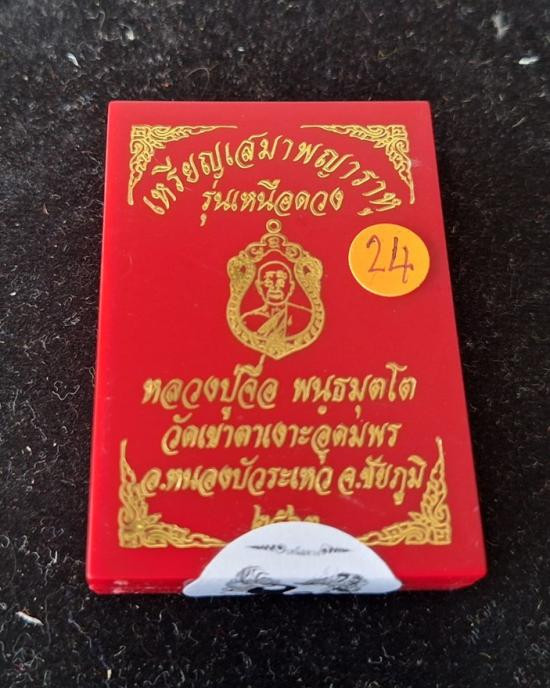 เหรียญเสมาพญาราหู
รุ่นเหนือดวง
24
หลวงปู่จื่อ พนฺธมุตโต
วัดเขาตาเงาะอุดมพร
อ.หนองบัวระเหว จ.ชัยภูมิ